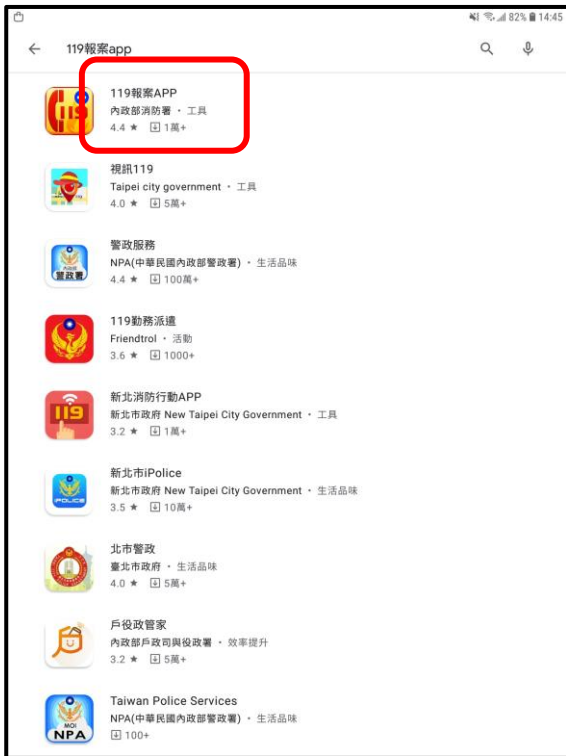 82% 14:45
119報案app
119
119報案APP
內政部消防署 · 工具
4.4 ★ 1萬+
視訊119
Taipei city government · 工具
4.0 ★ 5萬+
警政署
警政服務
NPA(中華民國內政部警政署) · 生活品味
4.4 ★ 100萬+
119勤務派遣
Friendtrol · 活動
3.6 ★ 1000+
119
新北消防行動APP
新北市政府 New Taipei City Government · 工具
3.2 ★ 1萬+
iPOLICE
新北市iPolice
新北市政府 New Taipei City Government · 生活品味
3.5 ★ 10萬+
北市警政
臺北市政府 · 生活品味
4.0 ★ 5萬+
戶役政管家
內政部戶政司與役政署 · 效率提升
3.2 ★ 5萬+
MOI
NPA
Taiwan Police Services
NPA(中華民國內政部警政署) · 生活品味
100+